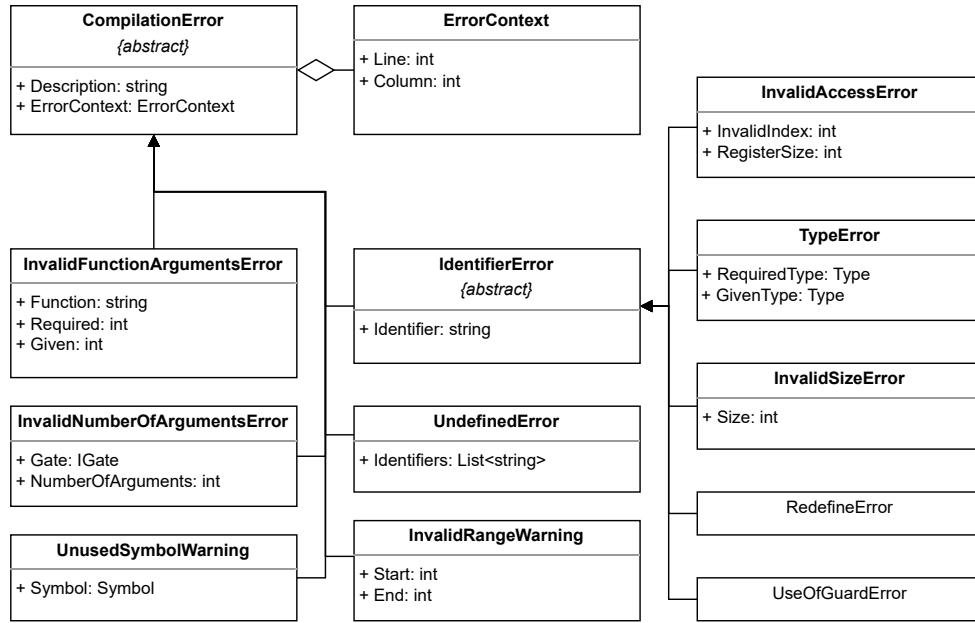 CompilationError
{abstract}
+ Description: string
+ ErrorContext: ErrorContext
ErrorContext
+ Line: int
+ Column: int
InvalidAccessError
+ InvalidIndex: int
+ RegisterSize: int
InvalidFunctionArgumentsError
+ Function: string
+ Required: int
+ Given: int
IdentifierError
{abstract}
+ Identifier: string
TypeError
+ RequiredType: Type
+ GivenType: Type
InvalidSizeError
+ Size: int
InvalidNumberOfArgumentsError
+ Gate: IGate
+ NumberOfArguments: int
UndefinedError
+ Identifiers: List<string>
RedefineError
UnusedSymbolWarning
+ Symbol: Symbol
InvalidRangeWarning
+ Start: int
+ End: int
UseOfGuardError